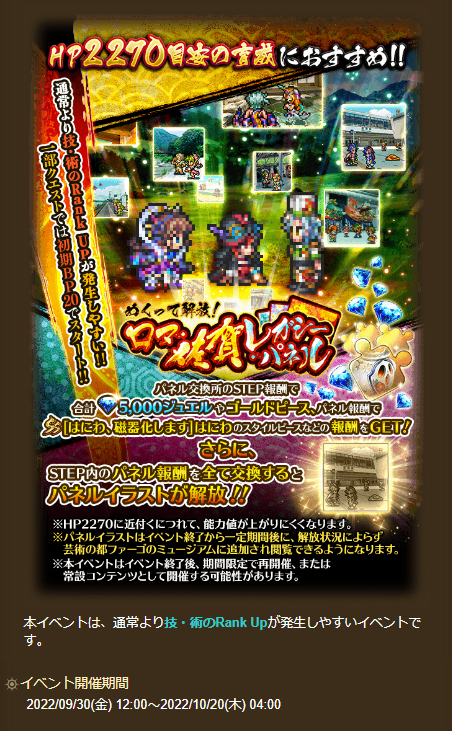 HP2270目安の育成におすすめ!!
通常より技・術のRank UPが発生しやすい!!
一部クエストでは初期BP20でスタート!!
めくって解放!
ロマ佐賀レガシー
パネル
パネル交換所のSTEP報酬で
合計5,000ジュエルやゴールドピース、パネル報酬で
[はにわ、磁器化します]はにわのスタイルピースなどの報酬をGET!
さらに、
STEP内のパネル報酬を全て交換すると
パネルイラストが解放!!
※HP2270に近付くにつれて、能力値が上がりにくくなります。
※パネルイラストはイベント終了から一定期間後に、解放状況によらず
芸術の都ファーゴのミュージアムに追加され閲覧できるようになります。
※本イベントはイベント終了後、期間限定で再開催、または
常設コンテンツとして開催する可能性があります。
本イベントは、通常より技・術のRank Upが発生しやすいイベントで
す。
イベント開催期間
2022/09/30(金) 12:00～2022/10/20(木) 04:00